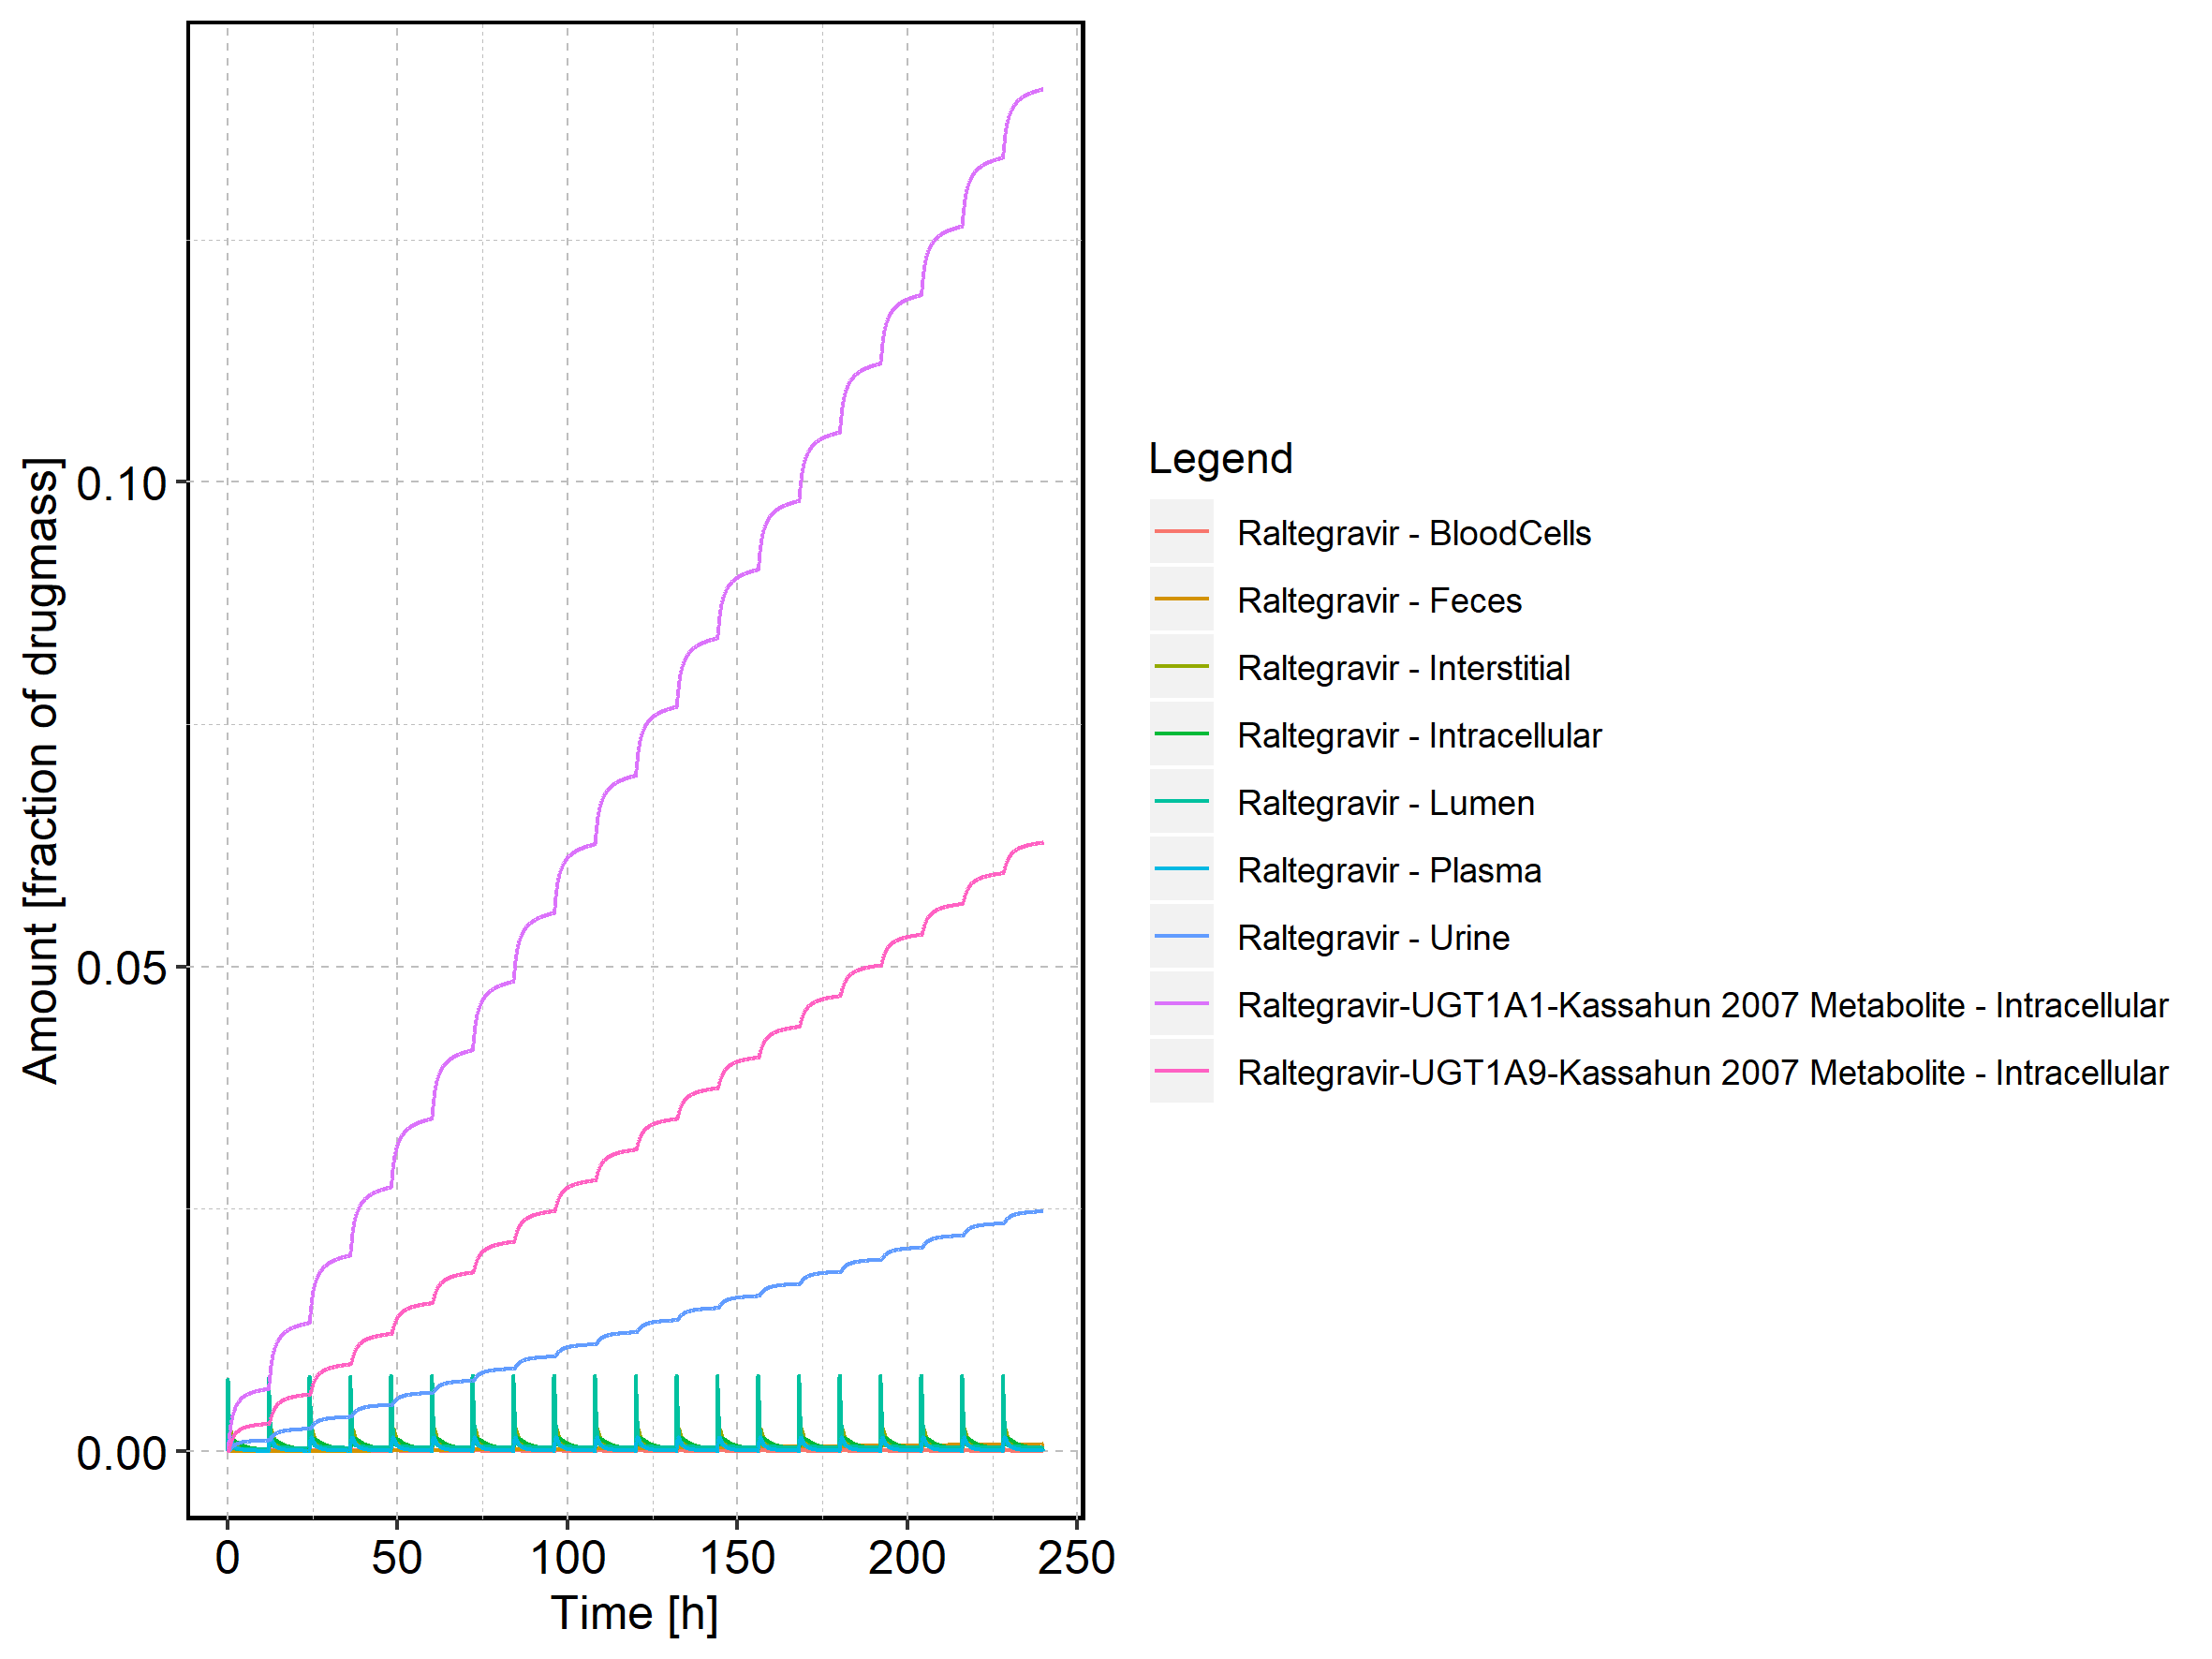 Amount [fraction of drugmass]
0.10
0.05
0.00
0
50
100
150
200
250
Time [h]
Legend
Raltegravir - BloodCells
Raltegravir - Feces
Raltegravir - Interstitial
Raltegravir - Intracellular
Raltegravir - Lumen
Raltegravir - Plasma
Raltegravir - Urine
Raltegravir-UGT1A1-Kassahun 2007 Metabolite - Intracellular
Raltegravir-UGT1A9-Kassahun 2007 Metabolite - Intracellular